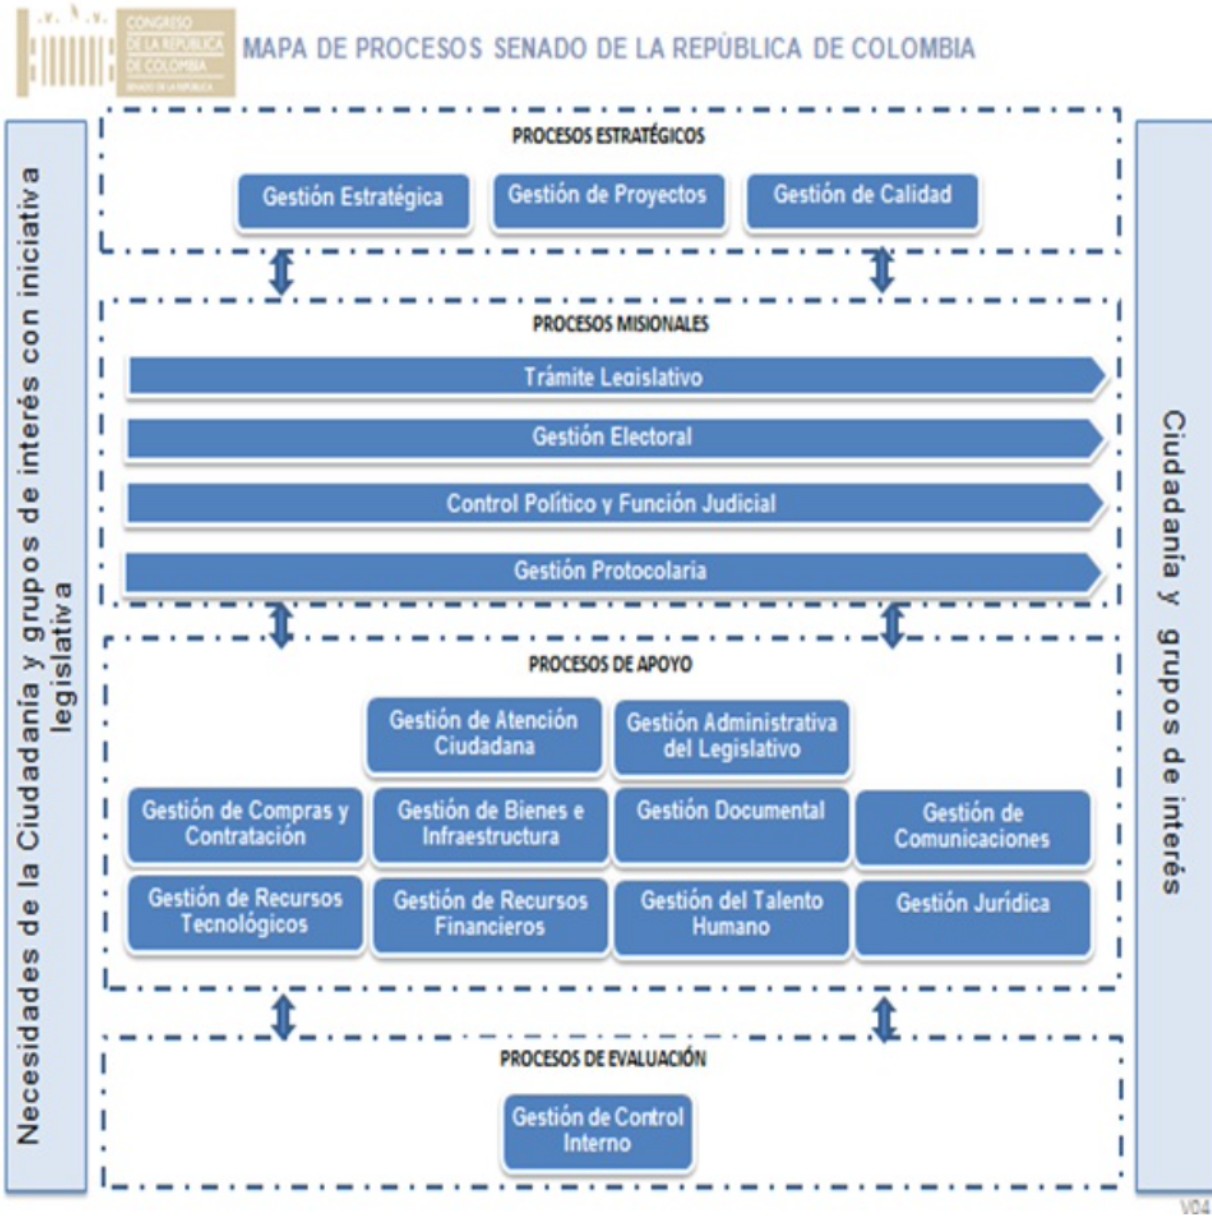 CONGRESO
DE LA REPÚBLICA
DE COLOMBIA
SENADO DE LA REPÚBLICA
MAPA DE PROCESOS SENADO DE LA REPÚBLICA DE COLOMBIA
Necesidades de la Ciudadanía y grupos de interés con iniciativa
legislativa
PROCESOS ESTRATÉGICOS
Gestión Estratégica
Gestión de Proyectos
Gestión de Calidad
PROCESOS MISIONALES
Trámite Legislativo
Gestión Electoral
Control Político y Función Judicial
Gestión Protocolaria
PROCESOS DE APOYO
Gestión de Atención
Ciudadana
Gestión Administrativa
del Legislativo
Gestión de Compras y
Contratación
Gestión de Bienes e
Infraestructura
Gestión Documental
Gestión de
Comunicaciones
Gestión de Recursos
Tecnológicos
Gestión de Recursos
Financieros
Gestión del Talento
Humano
Gestión Jurídica
PROCESOS DE EVALUACIÓN
Gestión de Control
Interno
Ciudadanía y grupos de interés
V04